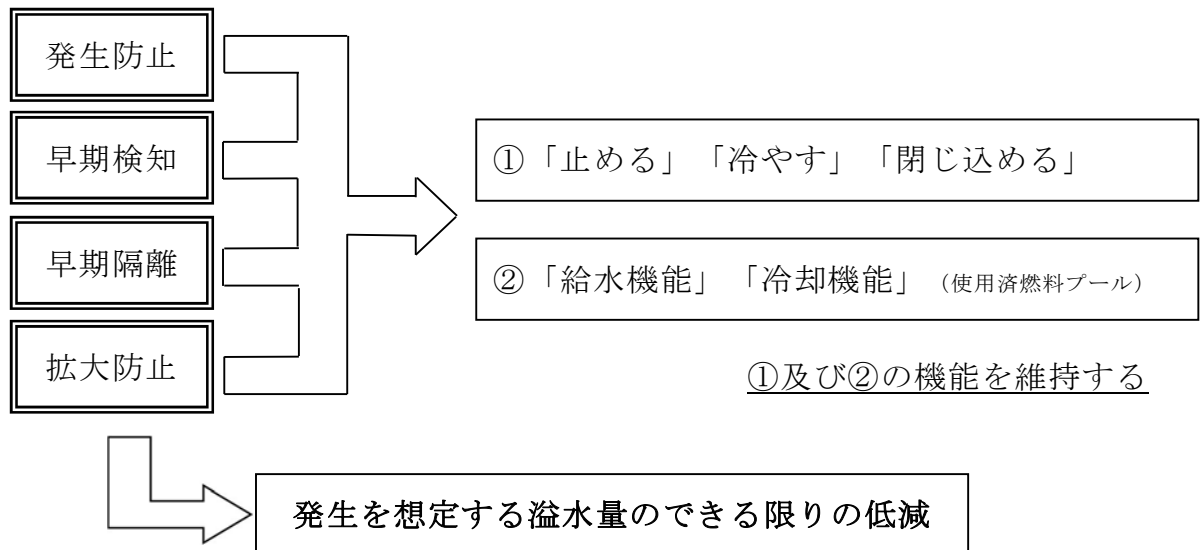 発生防止
早期検知
早期隔離
拡大防止
①「止める」「冷やす」「閉じ込める」
②「給水機能」「冷却機能」（使用済燃料プール）
①及び②の機能を維持する
発生を想定する溢水量のできる限りの低減